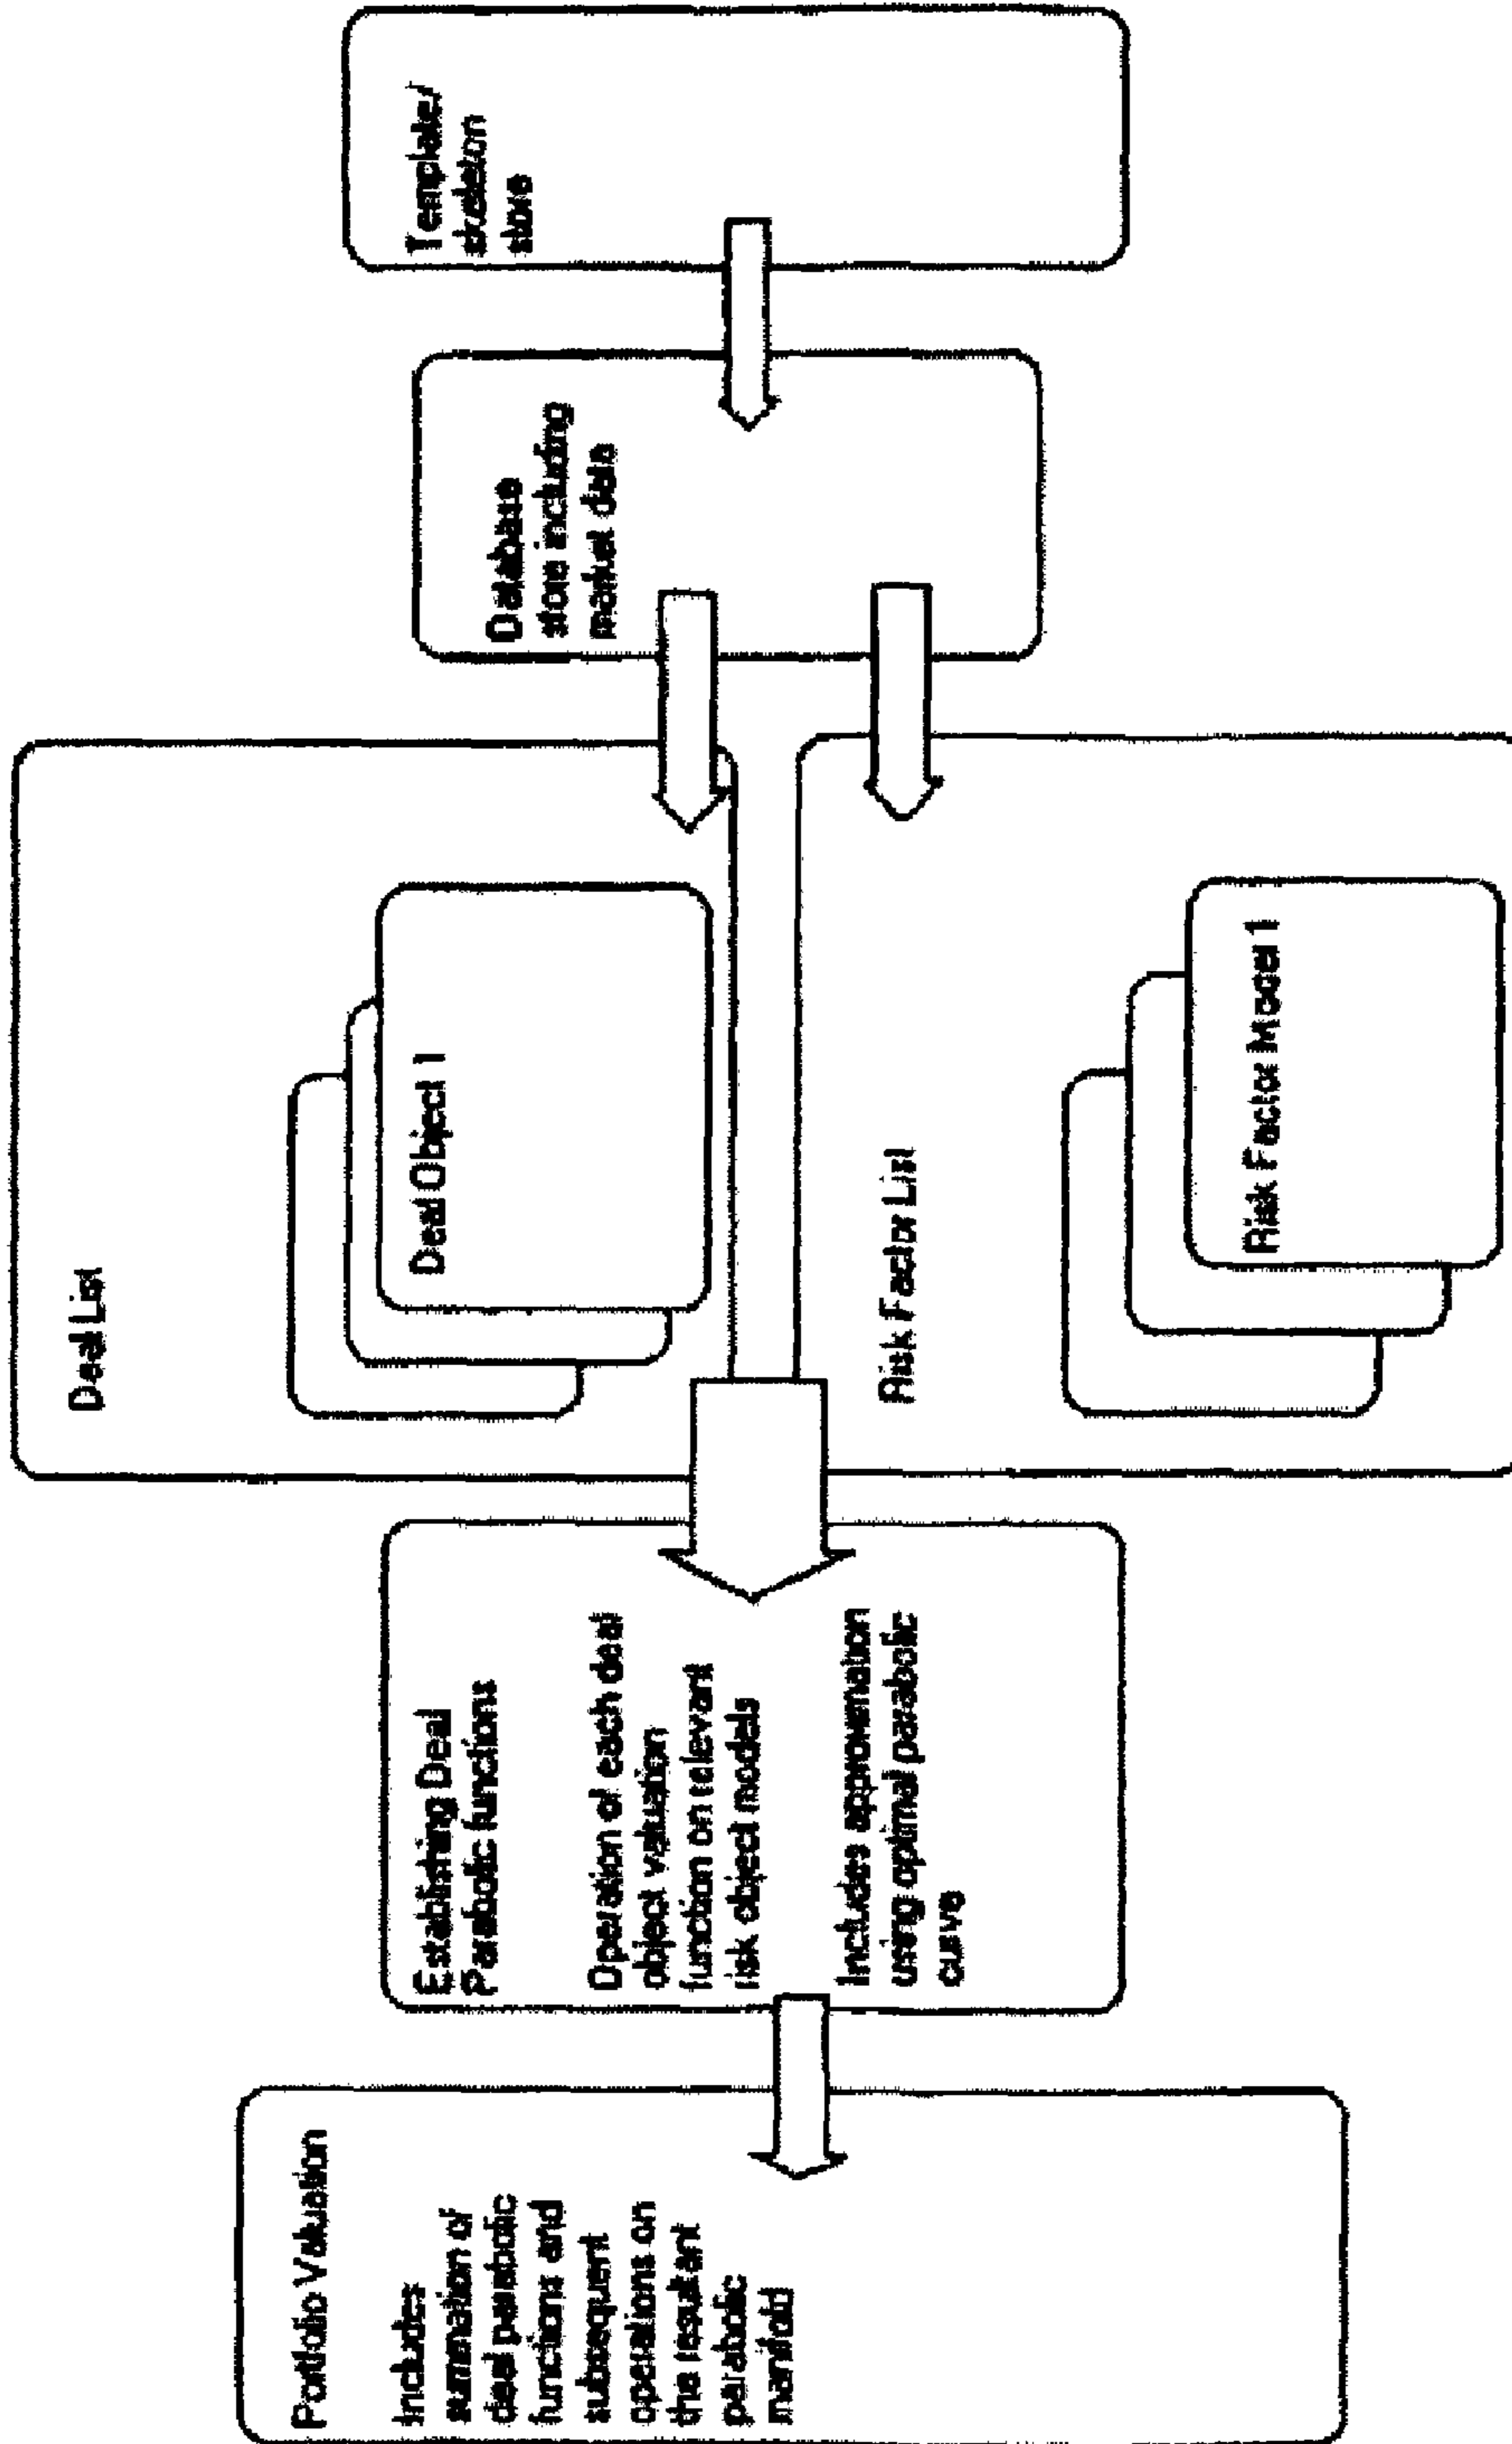 Portfolio Valuation
Includes
summation of
deal parabolic
functions and
subsequent
operations on
the resultant
parabolic
manifold
Establishing Deal
Parabolic functions
Operation of each deal
object valuation
function on relevant
risk object models
Includes approximation
using optimal parabolic
curve
Deal List
Deal Object 1
Risk Factor List
Risk Factor Model 1
Database
store including
market data
Template/
skeleton
store